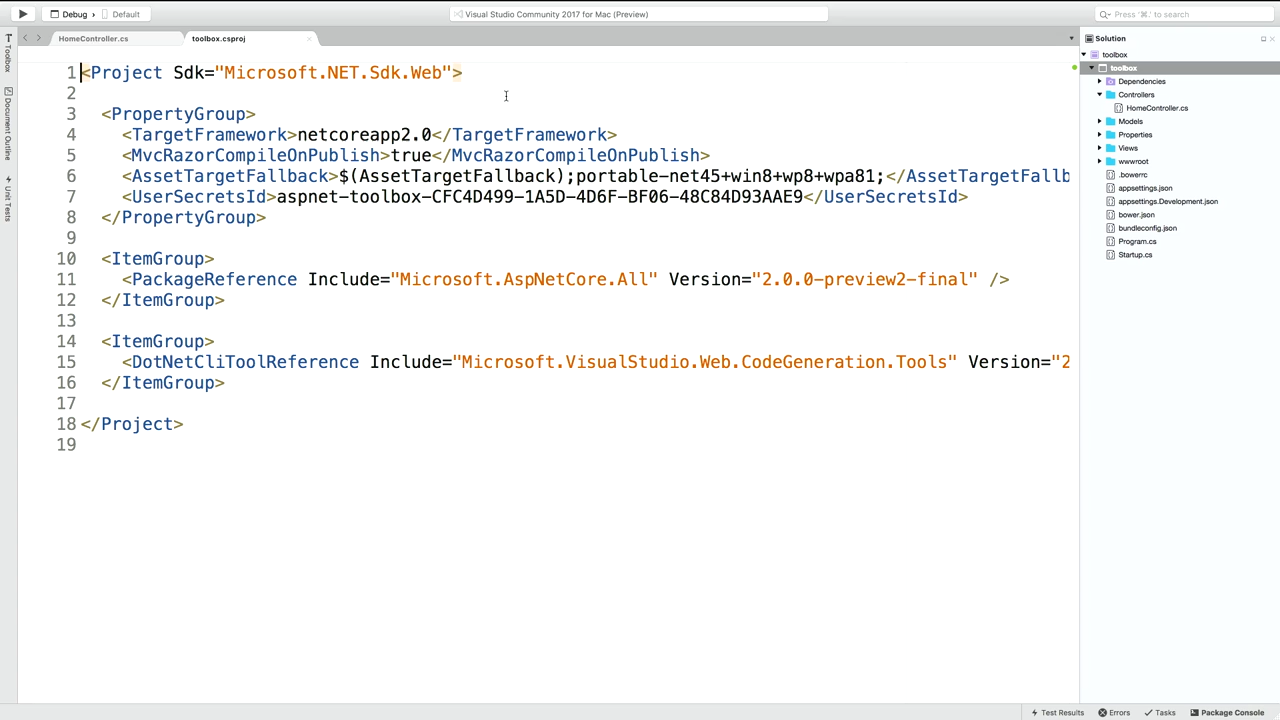 Debug › Default
Visual Studio Community 2017 for Mac (Preview)
Press '⌘.' to search
HomeController.cs
toolbox.csproj
Solution
Toolbox
Document Outline
Unit Tests
1 <Project Sdk="Microsoft.NET.Sdk.Web">
2
3 <PropertyGroup>
4 <TargetFramework>netcoreapp2.0</TargetFramework>
5 <MvcRazorCompileOnPublish>true</MvcRazorCompileOnPublish>
6 <AssetTargetFallback>$(AssetTargetFallback);portable-net45+win8+wp8+wpa81;</AssetTargetFallb
7 <UserSecretsId>aspnet-toolbox-CFC4D499-1A5D-4D6F-BF06-48C84D93AAE9</UserSecretsId>
8 </PropertyGroup>
9
10 <ItemGroup>
11 <PackageReference Include="Microsoft.AspNetCore.All" Version="2.0.0-preview2-final" />
12 </ItemGroup>
13
14 <ItemGroup>
15 <DotNetCliToolReference Include="Microsoft.VisualStudio.Web.CodeGeneration.Tools" Version="2
16 </ItemGroup>
17
18 </Project>
19
toolbox
toolbox
Dependencies
Controllers
HomeController.cs
Models
Properties
Views
wwwroot
.bowerrc
appsettings.json
appsettings.Development.json
bower.json
bundleconfig.json
Program.cs
Startup.cs
Test Results
Errors
Tasks
Package Console